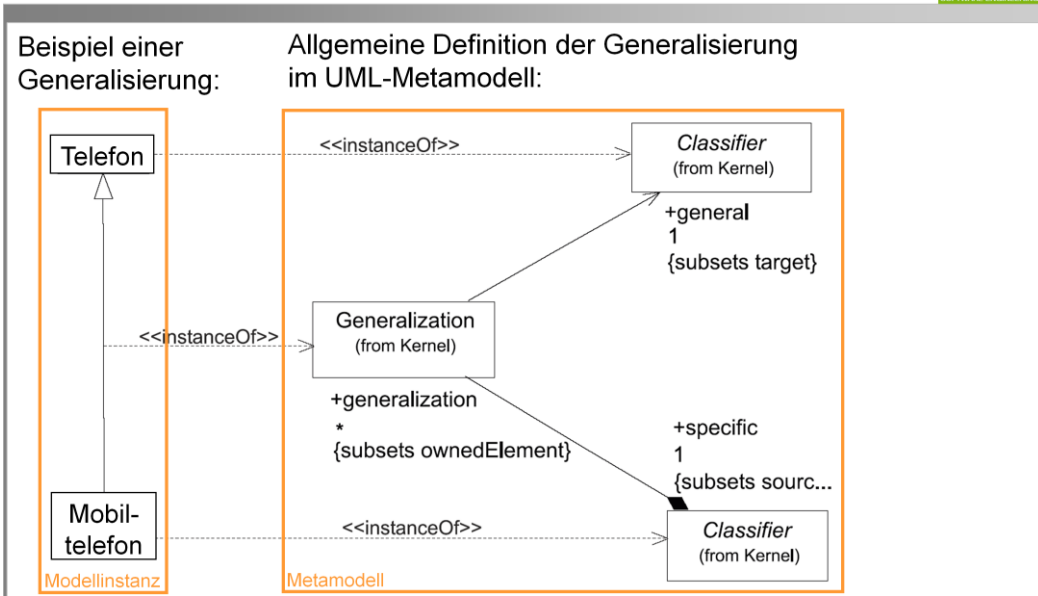 Beispiel einer
Generalisierung:
Allgemeine Definition der Generalisierung
im UML-Metamodell:
Telefon
<<instanceOf>>
Classifier
(from Kernel)
+general
1
{subsets target}
<<instanceOf>>
Generalization
(from Kernel)
+generalization
*
{subsets ownedElement}
+specific
1
{subsets sourc...
Mobil-
telefon
<<instanceOf>>
Classifier
(from Kernel)
Modellinstanz
Metamodell